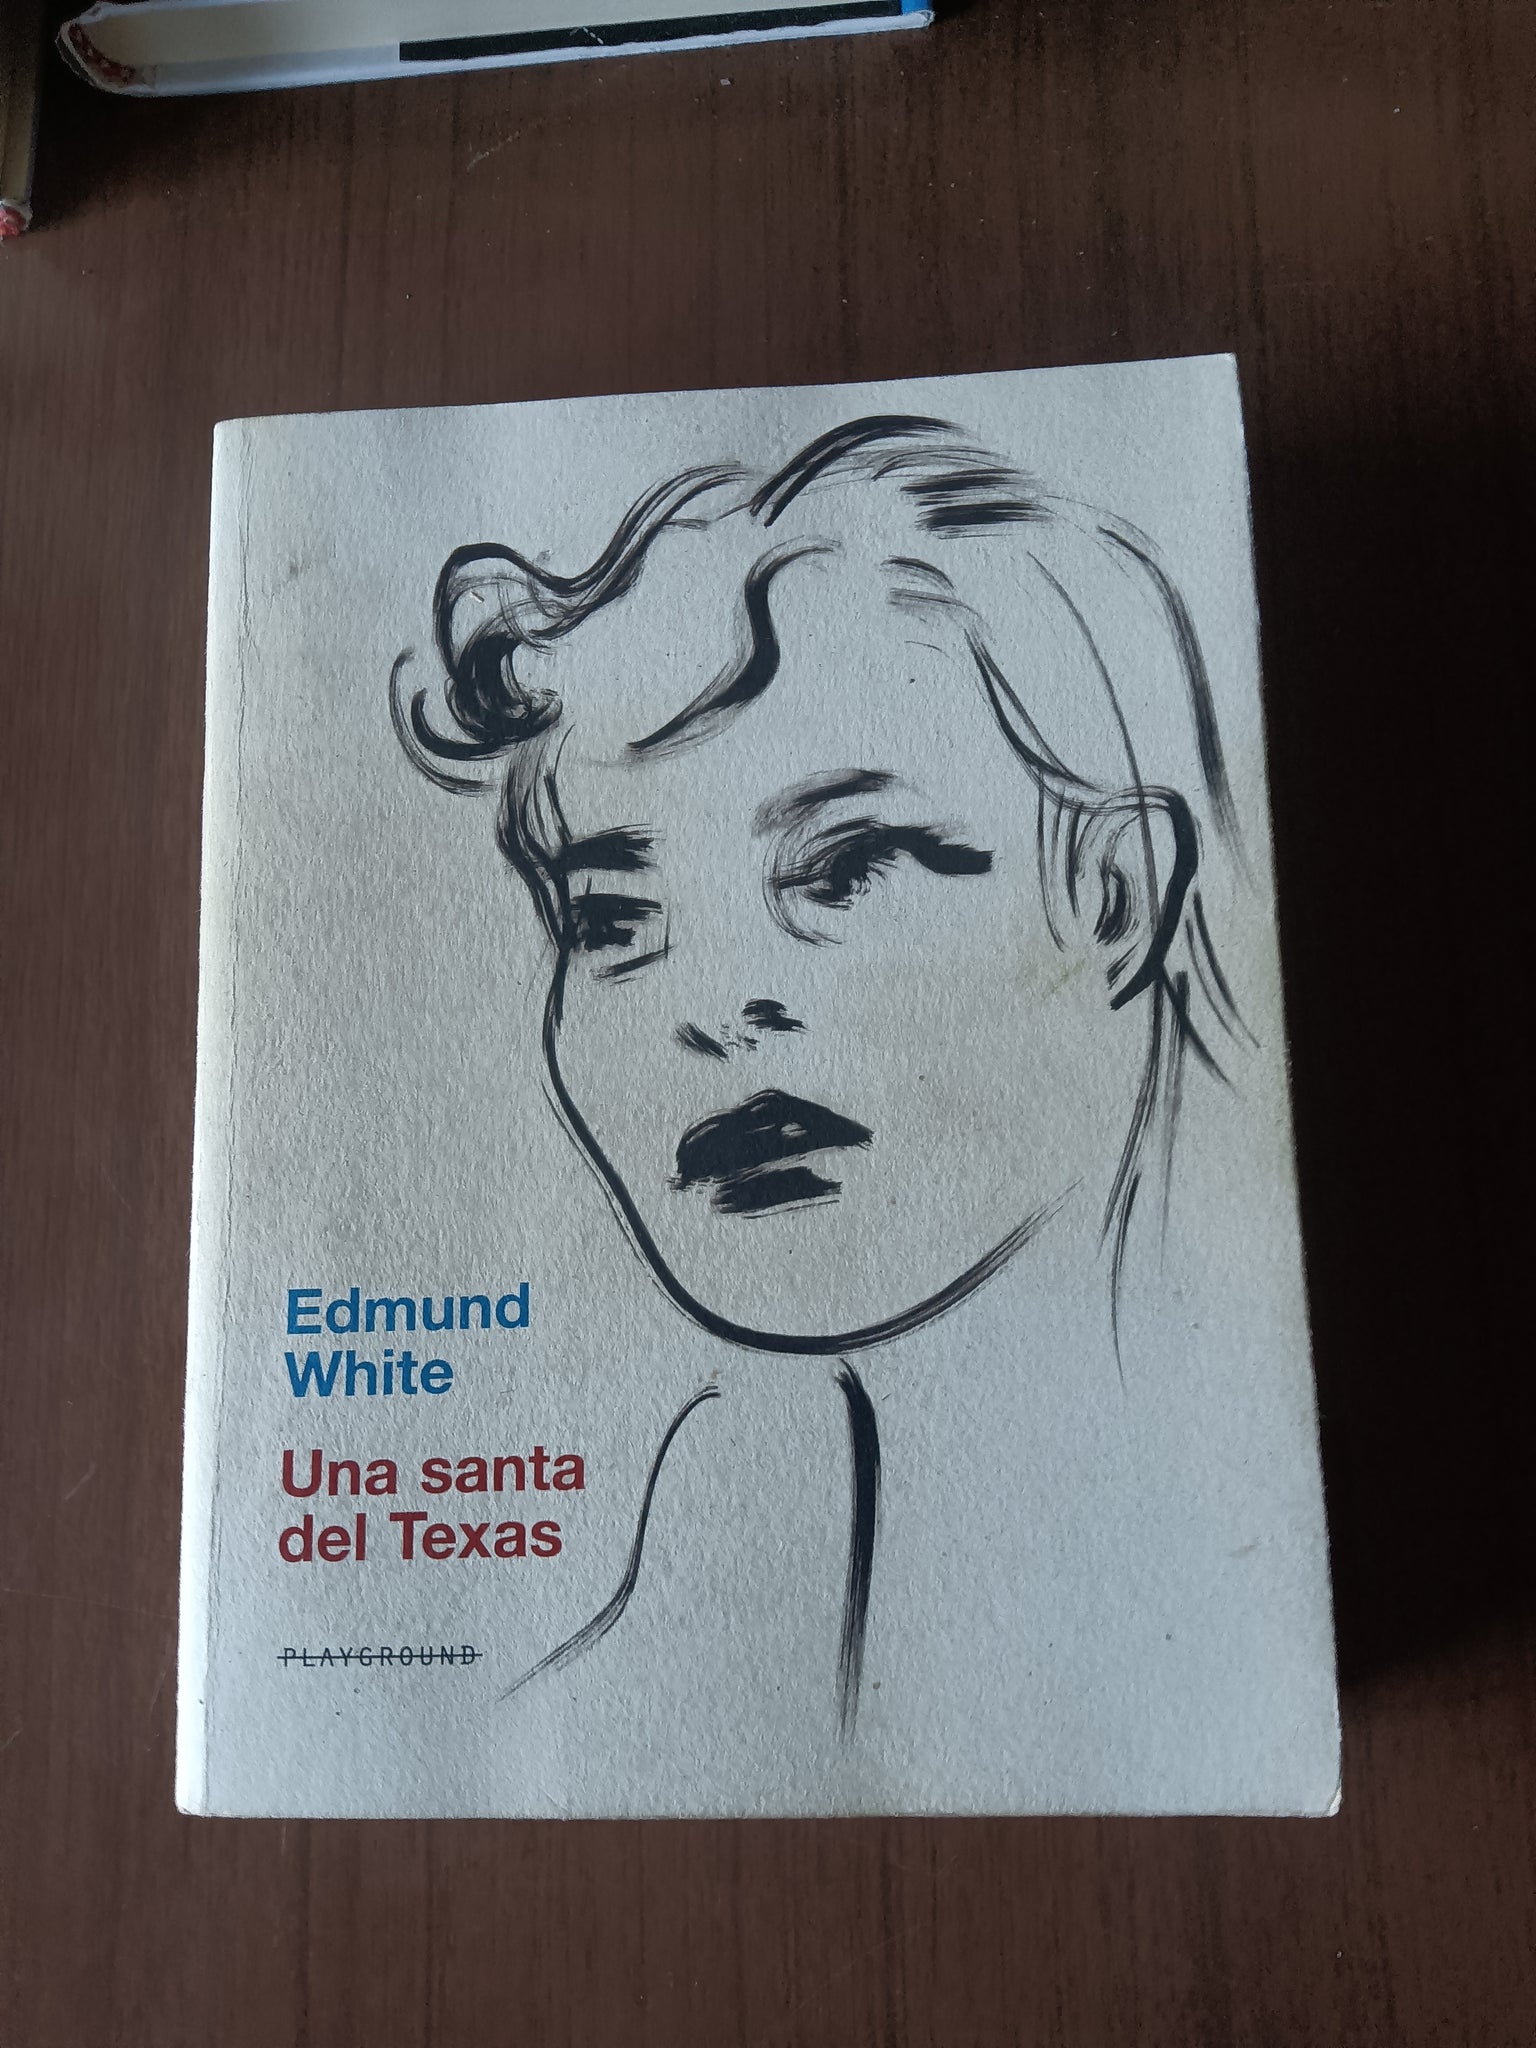 Edmund
White
Una santa
del Texas
PLAYGROUND